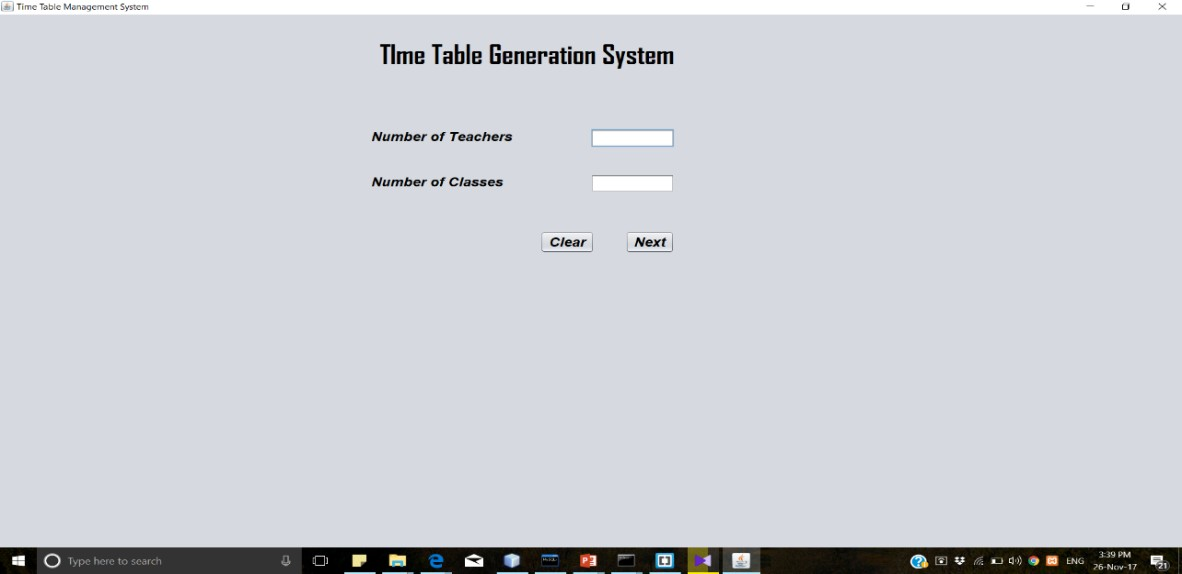 Time Table Management System
TIme Table Generation System
Number of Teachers
Number of Classes
Clear Next
Type here to search
ENG
3:39 PM
26-Nov-17
21